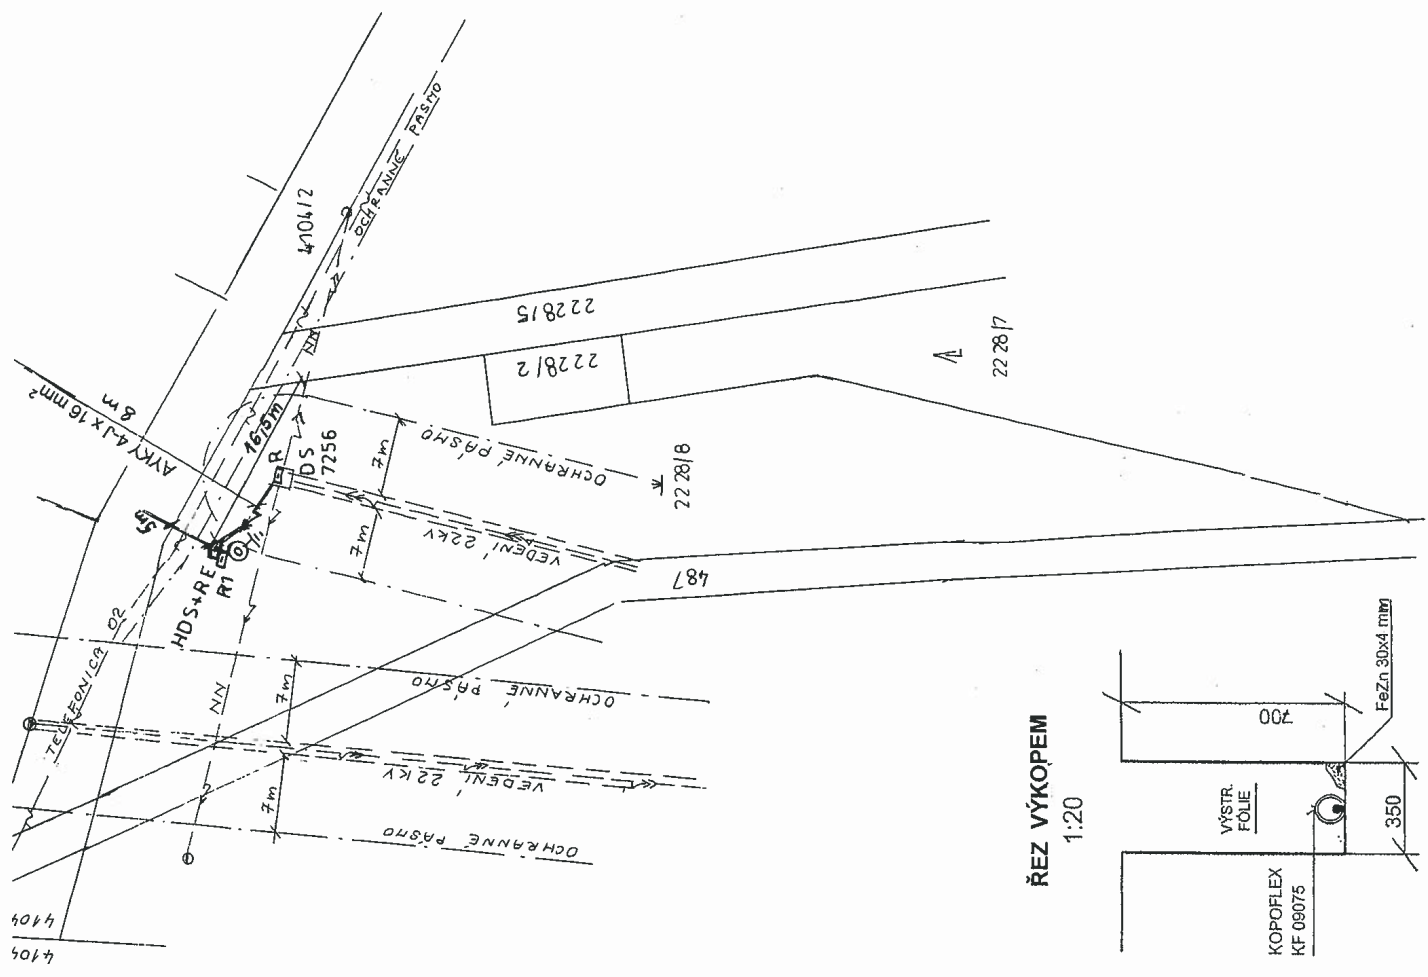 OCHRANNÉ PÁSMO
4104/2
2228/5
NN
2228/2
2228/7
AYKY 4-J x 16 mm²
8 m
16,5m
R
DS
7256
7m
OCHRANNÉ PÁSMO
2228/8
5m
7m
VEDENÍ 22KV
HDS+RE
R1
487
TELEFONICA O2
NN
7m
OCHRANNÉ PÁSMO
VEDENÍ 22KV
7m
OCHRANNÉ PÁSMO
4104
4104
ŘEZ VÝKOPEM
1:20
VÝSTR.
FÓLIE
700
FeZn 30x4 mm
350
KOPOFLEX
KF 09075